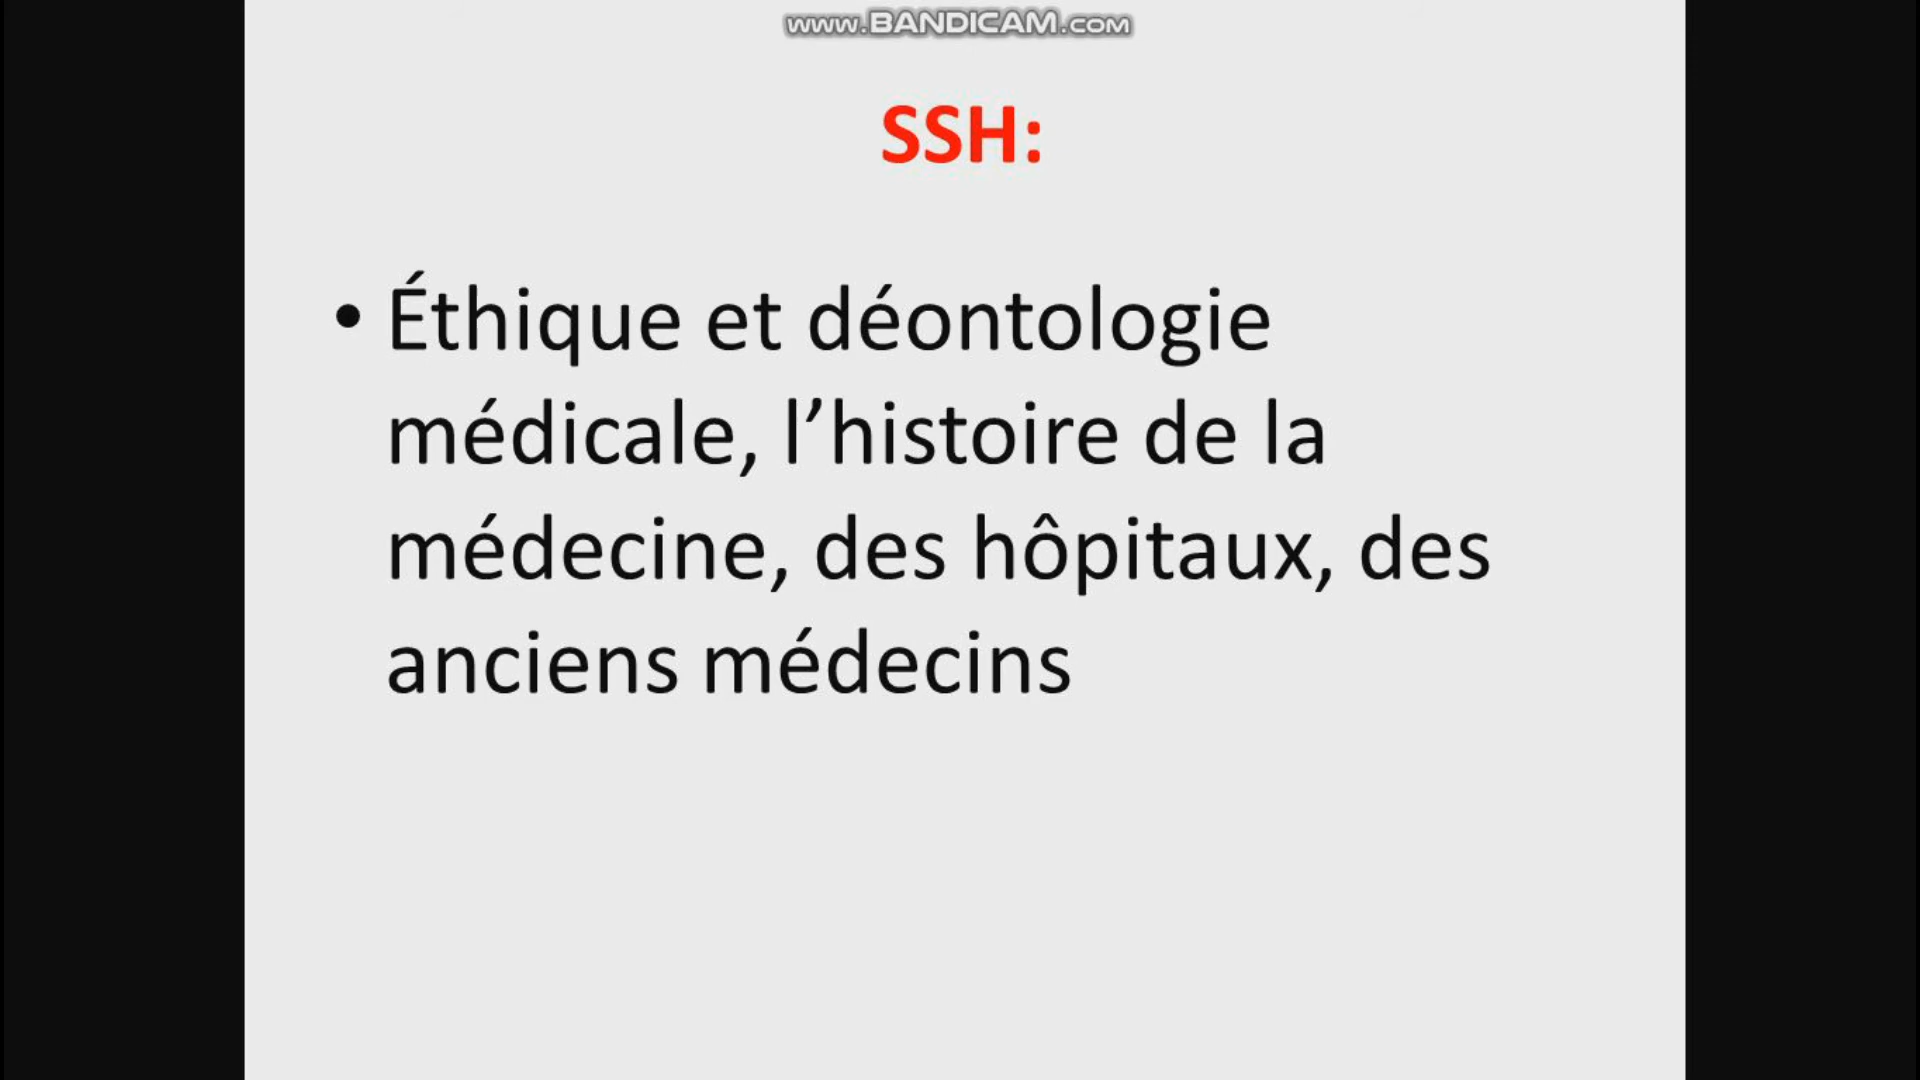 www.BANDICAM.com
SSH:
• Éthique et déontologie
médicale, l’histoire de la
médecine, des hôpitaux, des
anciens médecins